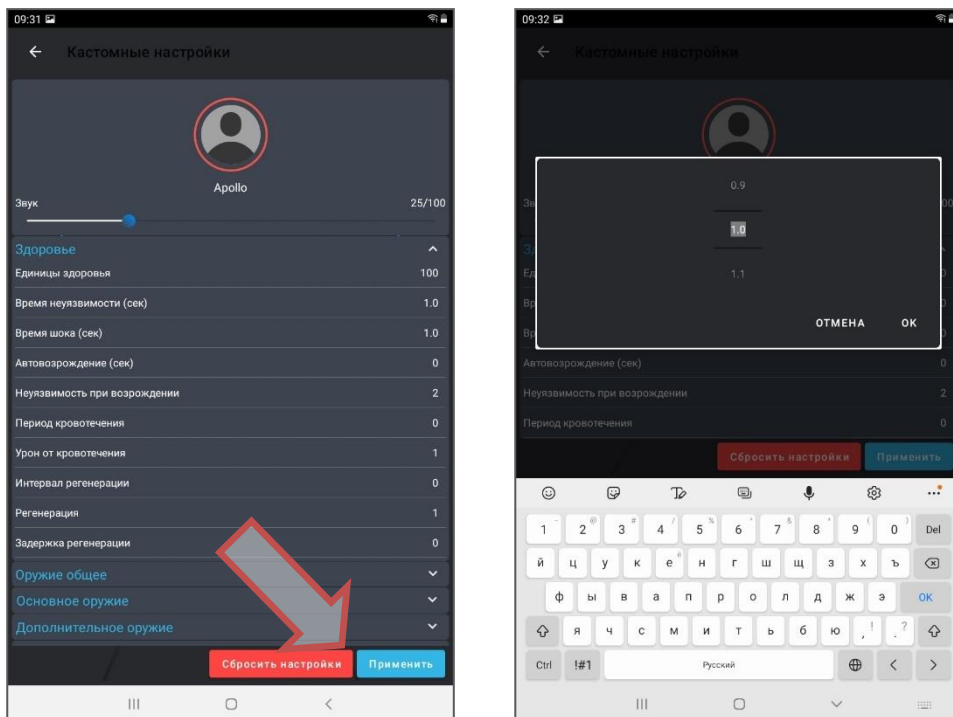 09:31
Кастомные настройки
Apollo
Звук 25/100
Здоровье
Единицы здоровья 100
Время неуязвимости (сек) 1.0
Время шока (сек) 1.0
Автовозрождение (сек) 0
Неуязвимость при возрождении 2
Период кровотечения 0
Урон от кровотечения 1
Интервал регенерации 0
Регенерация 1
Задержка регенерации 0
Оружие общее
Основное оружие
Дополнительное оружие
Сбросить настройки Применить
09:32
Кастомные настройки
0.9
1.0
1.1
ОТМЕНА ОК
Автовозрождение (сек) 0
Неуязвимость при возрождении 2
Период кровотечения 0
Сбросить настройки Применить
1 2 @ 3 # 4 / 5 % 6 ' 7 & 8 * 9 ( 0 ) Del
й ц у к е ё н г ш щ з х ъ
ф ы в а п р о л д ж э ОК
я ч с м и т ь б ю , ! . ?
Ctrl !#1 Русский